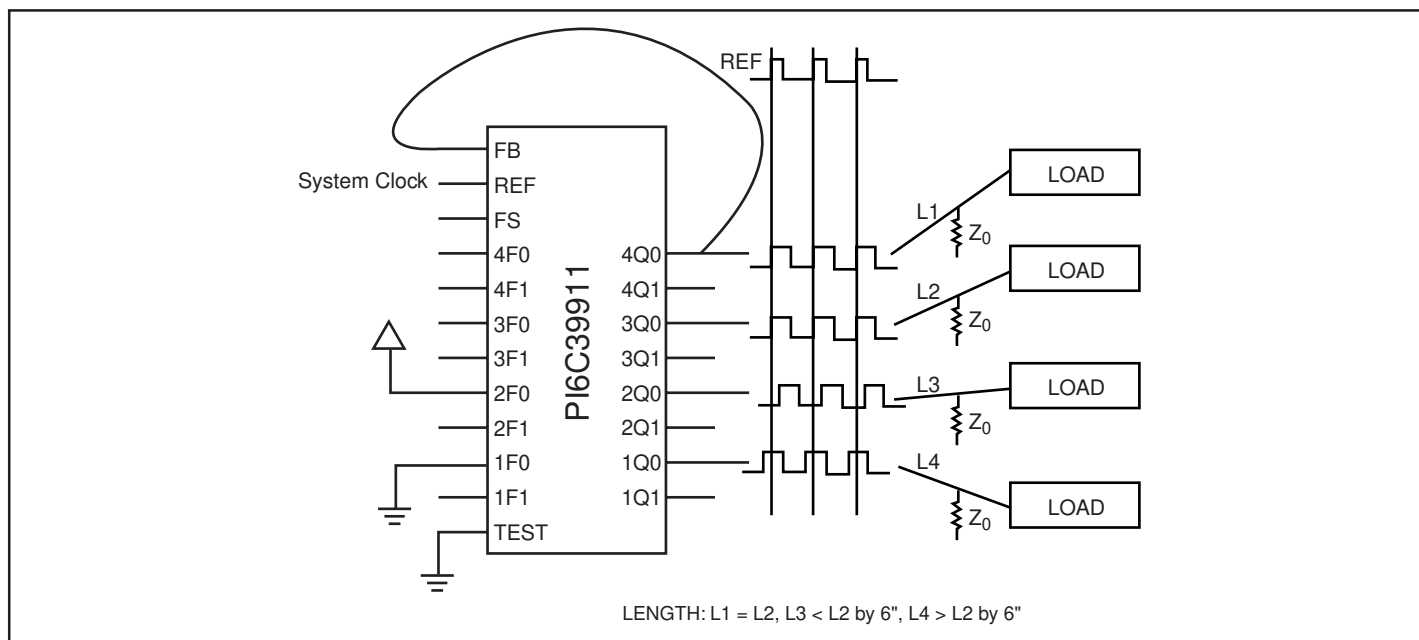 REF
FB
System Clock
REF
FS
4F0
4F1
3F0
3F1
2F0
2F1
1F0
1F1
TEST
PI6C39911
4Q0
4Q1
3Q0
3Q1
2Q0
2Q1
1Q0
1Q1
L1
Z0
LOAD
L2
Z0
LOAD
L3
Z0
LOAD
L4
Z0
LOAD
LENGTH: L1 = L2, L3 < L2 by 6", L4 > L2 by 6"